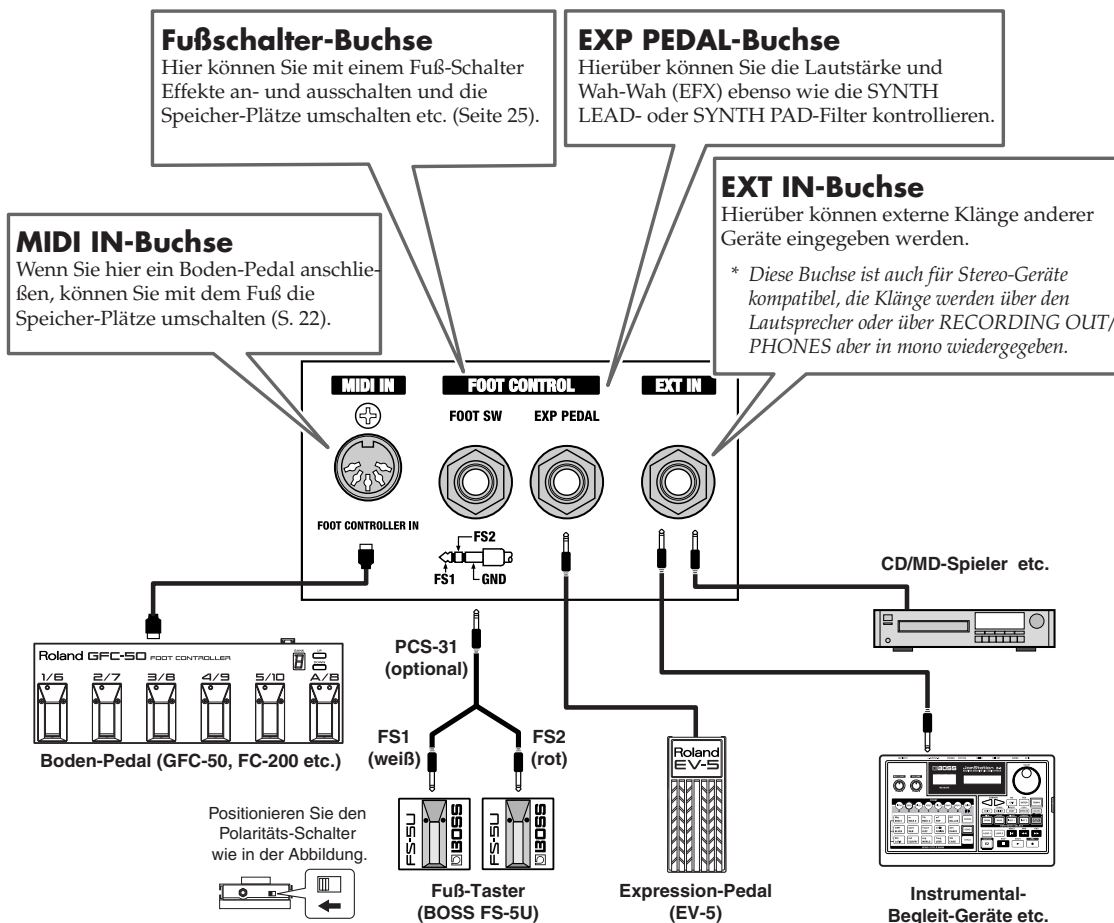 Fußschalter-Buchse
Hier können Sie mit einem Fuß-Schalter
Effekte an- und ausschalten und die
Speicher-Plätze umschalten etc. (Seite 25).
EXP PEDAL-Buchse
Hierüber können Sie die Lautstärke und
Wah-Wah (EFX) ebenso wie die SYNTH
LEAD- oder SYNTH PAD-Filter kontrollieren.
MIDI IN-Buchse
Wenn Sie hier ein Boden-Pedal anschlie-
ßen, können Sie mit dem Fuß die
Speicher-Plätze umschalten (S. 22).
EXT IN-Buchse
Hierüber können externe Klänge anderer
Geräte eingegeben werden.
* Diese Buchse ist auch für Stereo-Geräte
kompatibel, die Klänge werden über den
Lautsprecher oder über RECORDING OUT/
PHONES aber in mono wiedergegeben.
MIDI IN
FOOT CONTROL
EXT IN
FOOT SW
EXP PEDAL
FOOT CONTROLLER IN
FS2
FS1
GND
CD/MD-Spieler etc.
PCS-31
(optional)
Roland GFC-50 FOOT CONTROLLER
1/6
2/7
3/8
4/9
5/10
A/B
Boden-Pedal (GFC-50, FC-200 etc.)
FS1
(weiß)
FS2
(rot)
Roland
EV-5
Positionieren Sie den
Polaritäts-Schalter
wie in der Abbildung.
FS-5U
BOSS
FS-5U
BOSS
BOSS
Fuß-Taster
(BOSS FS-5U)
Expression-Pedal
(EV-5)
Instrumental-
Begleit-Geräte etc.